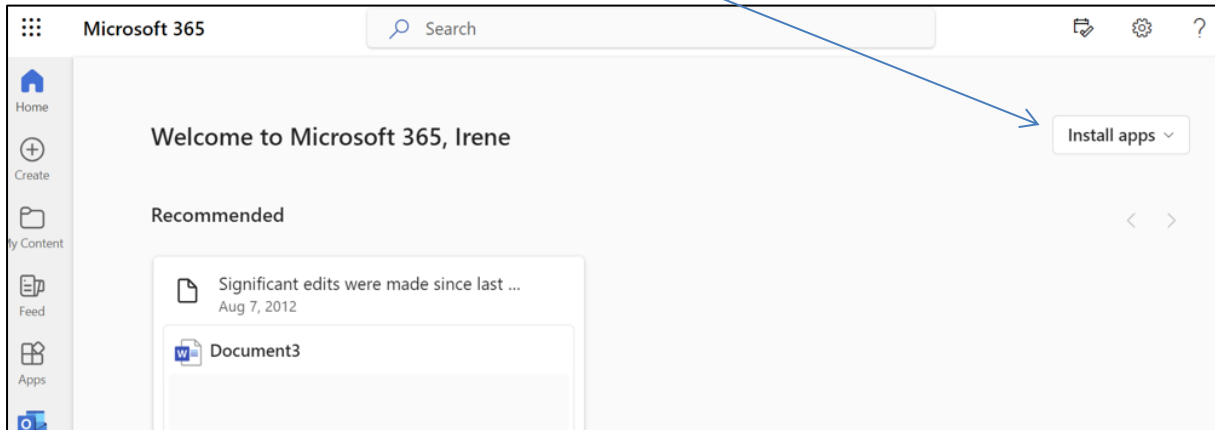 Microsoft 365
Search
?
Home
Create
Welcome to Microsoft 365, Irene
Install apps
Recommended
y Content
Significant edits were made since last ...
Aug 7, 2012
Feed
Document3
Apps